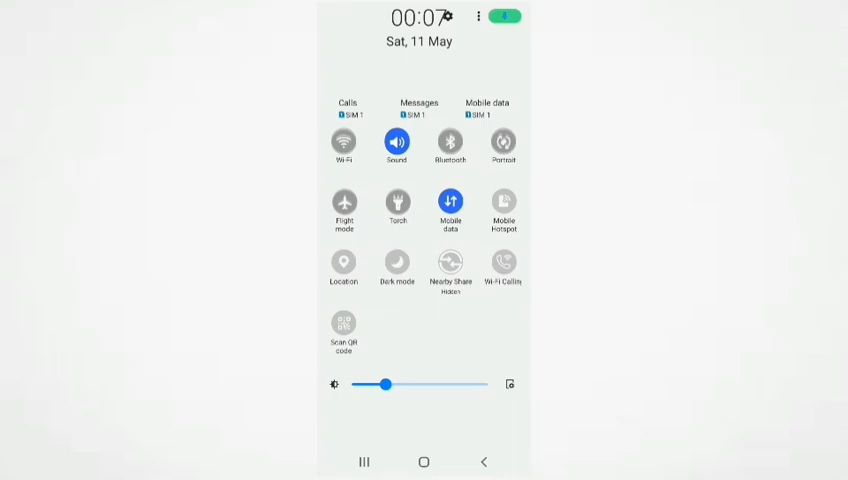 00:07
Sat, 11 May
Calls Messages Mobile data
SIM 1 SIM 1 SIM 1
Wi-Fi Sound Bluetooth Portrait
Flight mode Torch Mobile data Mobile Hotspot
Location Dark mode Nearby Share Wi-Fi Calling
Hidden
Scan QR code